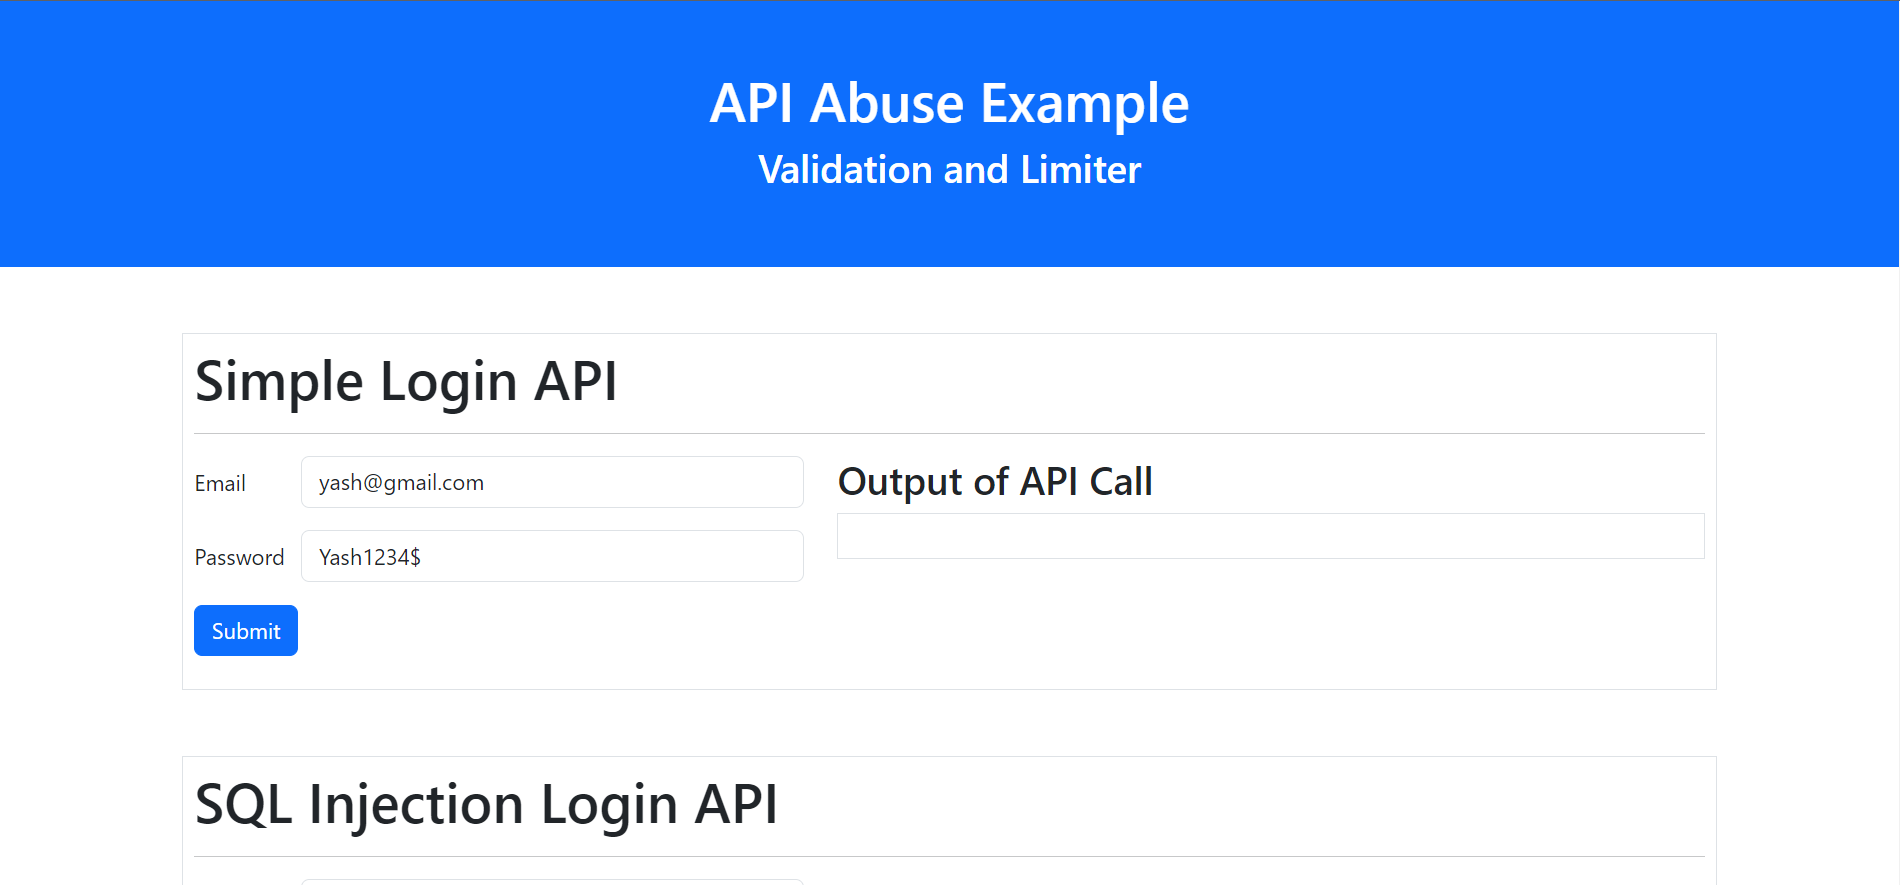 API Abuse Example
Validation and Limiter
Simple Login API
Email
yash@gmail.com
Password
Yash1234$
Submit
Output of API Call
SQL Injection Login API